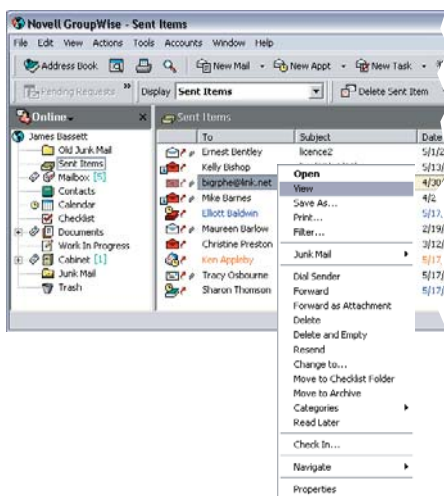 Novell GroupWise - Sent Items
File Edit View Actions Tools Accounts Window Help
Address Book New Mail New Appt New Task
Pending Requests » Display Sent Items Delete Sent Item
Online Sent Items
To Subject Date
James Bassett
Old Junk Mail
Sent Items
Mailbox [5]
Contacts
Calendar
Checklist
Documents
Work In Progress
Cabinet [1]
Junk Mail
Trash
Ernest Bentley licence2 5/1/2
Kelly Bishop 5/13/
bigrphe@link.net 4/30
Mike Barnes 4/2
Elliott Baldwin 5/17,
Maureen Barlow 2/19/
Christine Preston 3/12/
Ken Appleby 5/17
Tracy Osbourne 5/17/
Sharon Thomson 5/17/
Open
View
Save As...
Print...
Filter...
Junk Mail
Dial Sender
Forward
Forward as Attachment
Delete
Delete and Empty
Resend
Change to...
Move to Checklist Folder
Move to Archive
Categories
Read Later
Check In...
Navigate
Properties